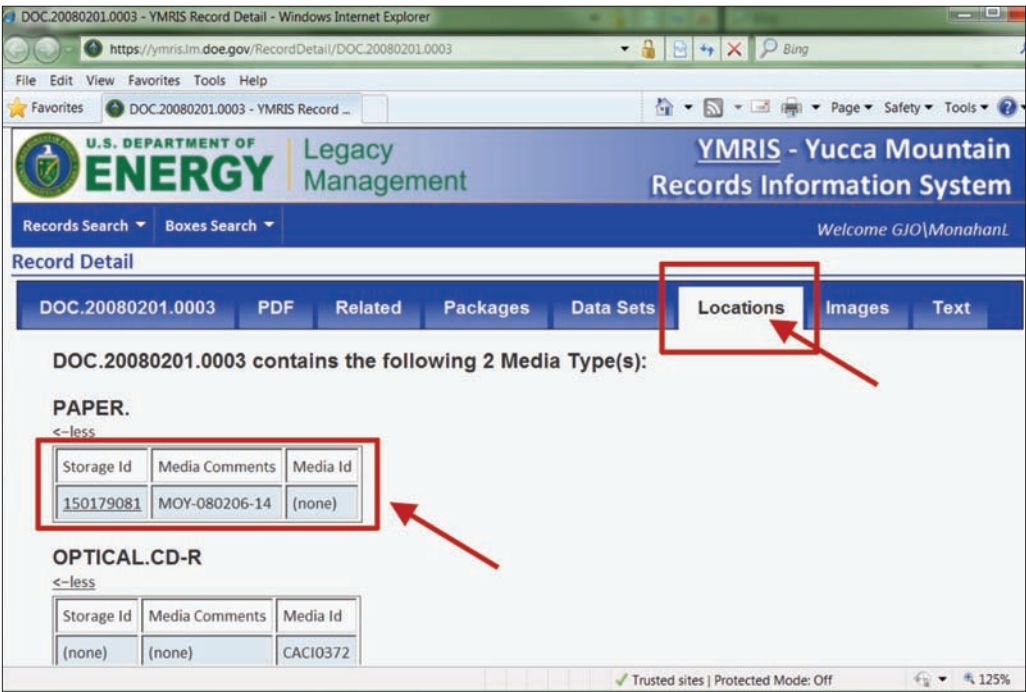 DOC.20080201.0003 - YMRIS Record Detail - Windows Internet Explorer
https://ymris.lm.doe.gov/RecordDetail/DOC.20080201.0003
Bing
File Edit View Favorites Tools Help
Favorites DOC.20080201.0003 - YMRIS Record ... Page Safety Tools
U.S. DEPARTMENT OF
ENERGY
Legacy
Management
YMRIS - Yucca Mountain
Records Information System
Records Search Boxes Search Welcome GJO\MonahanL
Record Detail
DOC.20080201.0003 PDF Related Packages Data Sets Locations Images Text
DOC.20080201.0003 contains the following 2 Media Type(s):
PAPER.
<-less
Storage Id Media Comments Media Id
150179081 MOY-080206-14 (none)
OPTICAL.CD-R
<-less
Storage Id Media Comments Media Id
(none) (none) CACI0372
Trusted sites | Protected Mode: Off 125%